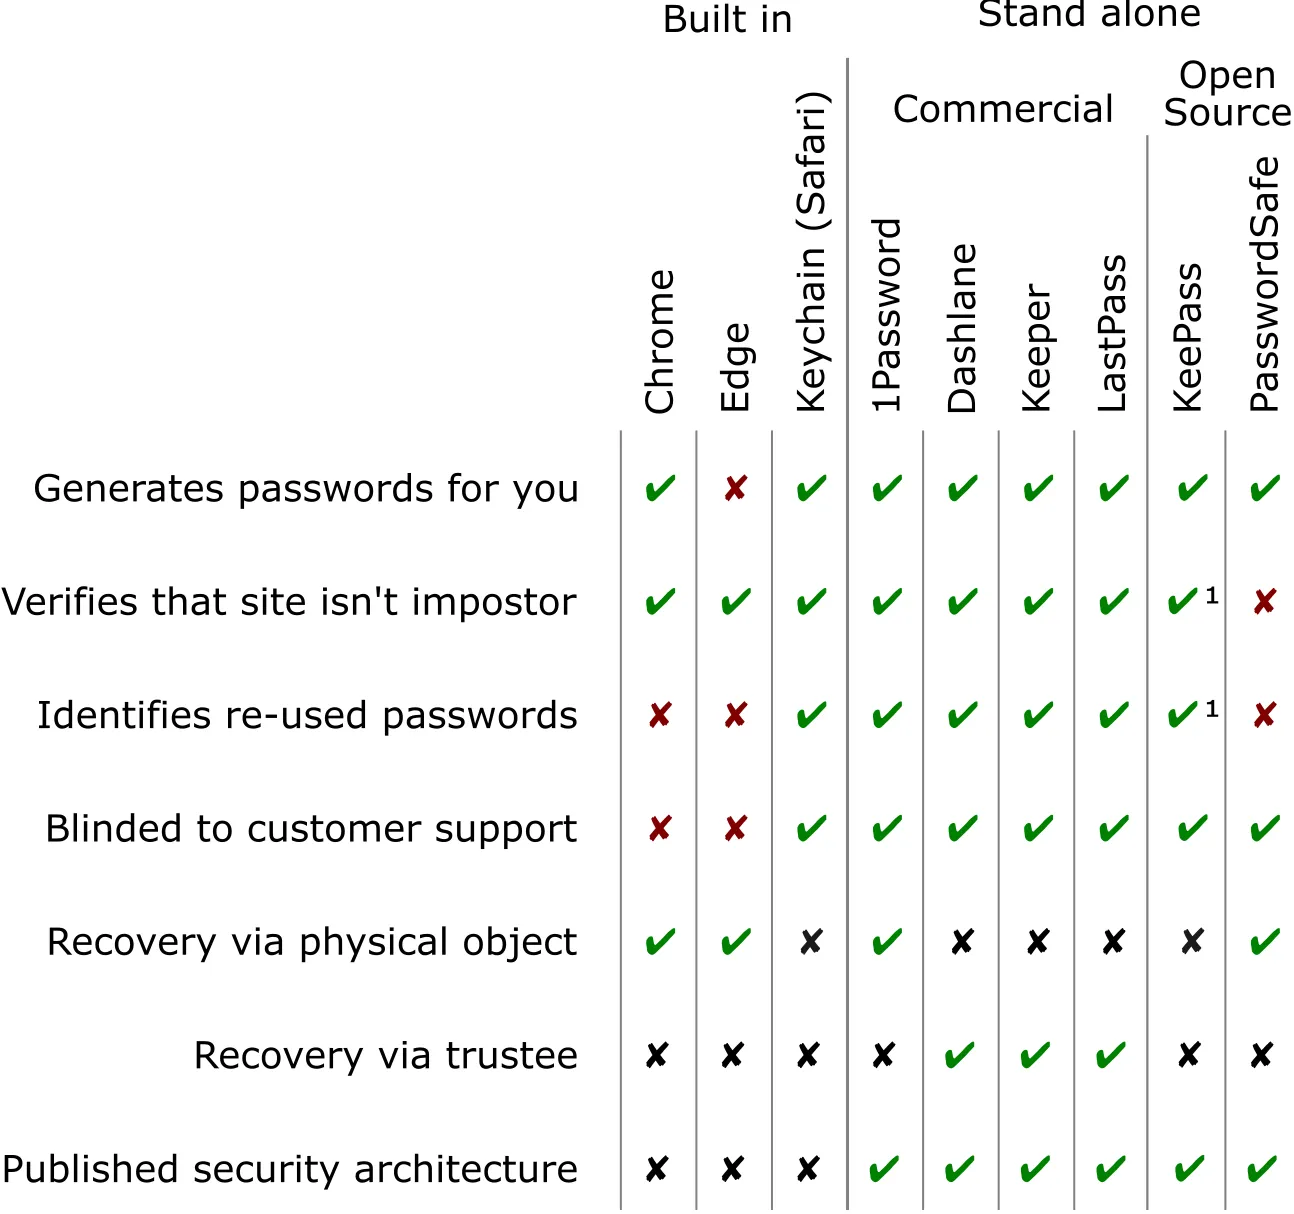 Built in
Stand alone
Commercial
Open
Source
Chrome
Edge
Keychain (Safari)
1Password
Dashlane
Keeper
LastPass
KeePass
PasswordSafe
Generates passwords for you ✔ ✘ ✔ ✔ ✔ ✔ ✔ ✔ ✔
Verifies that site isn't impostor ✔ ✔ ✔ ✔ ✔ ✔ ✔ ✔1 ✘
Identifies re-used passwords ✘ ✘ ✔ ✔ ✔ ✔ ✔ ✔1 ✘
Blinded to customer support ✘ ✘ ✔ ✔ ✔ ✔ ✔ ✔ ✔
Recovery via physical object ✔ ✔ ✘ ✔ ✘ ✘ ✘ ✘ ✔
Recovery via trustee ✘ ✘ ✘ ✘ ✔ ✔ ✔ ✘ ✘
Published security architecture ✘ ✘ ✘ ✔ ✔ ✔ ✔ ✔ ✔